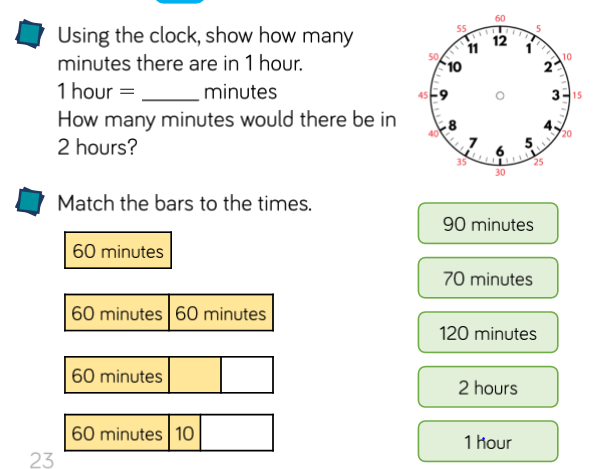 Using the clock, show how many
minutes there are in 1 hour.
1 hour = _____ minutes
How many minutes would there be in
2 hours?
60
55
5
50
10
45
15
40
20
35
25
30
12
11
1
10
2
9
3
8
4
7
5
6
Match the bars to the times.
60 minutes
60 minutes 60 minutes
60 minutes
60 minutes 10
90 minutes
70 minutes
120 minutes
2 hours
1 hour
23